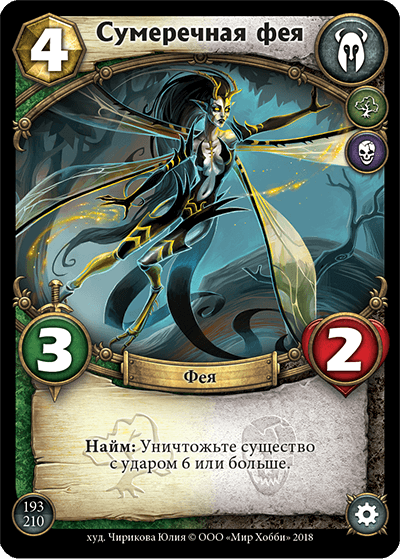 4
Сумеречная фея
3
2
Фея
Найм: Уничтожьте существо
с ударом 6 или больше.
193
210
худ. Чирикова Юлия © ООО «Мир Хобби» 2018